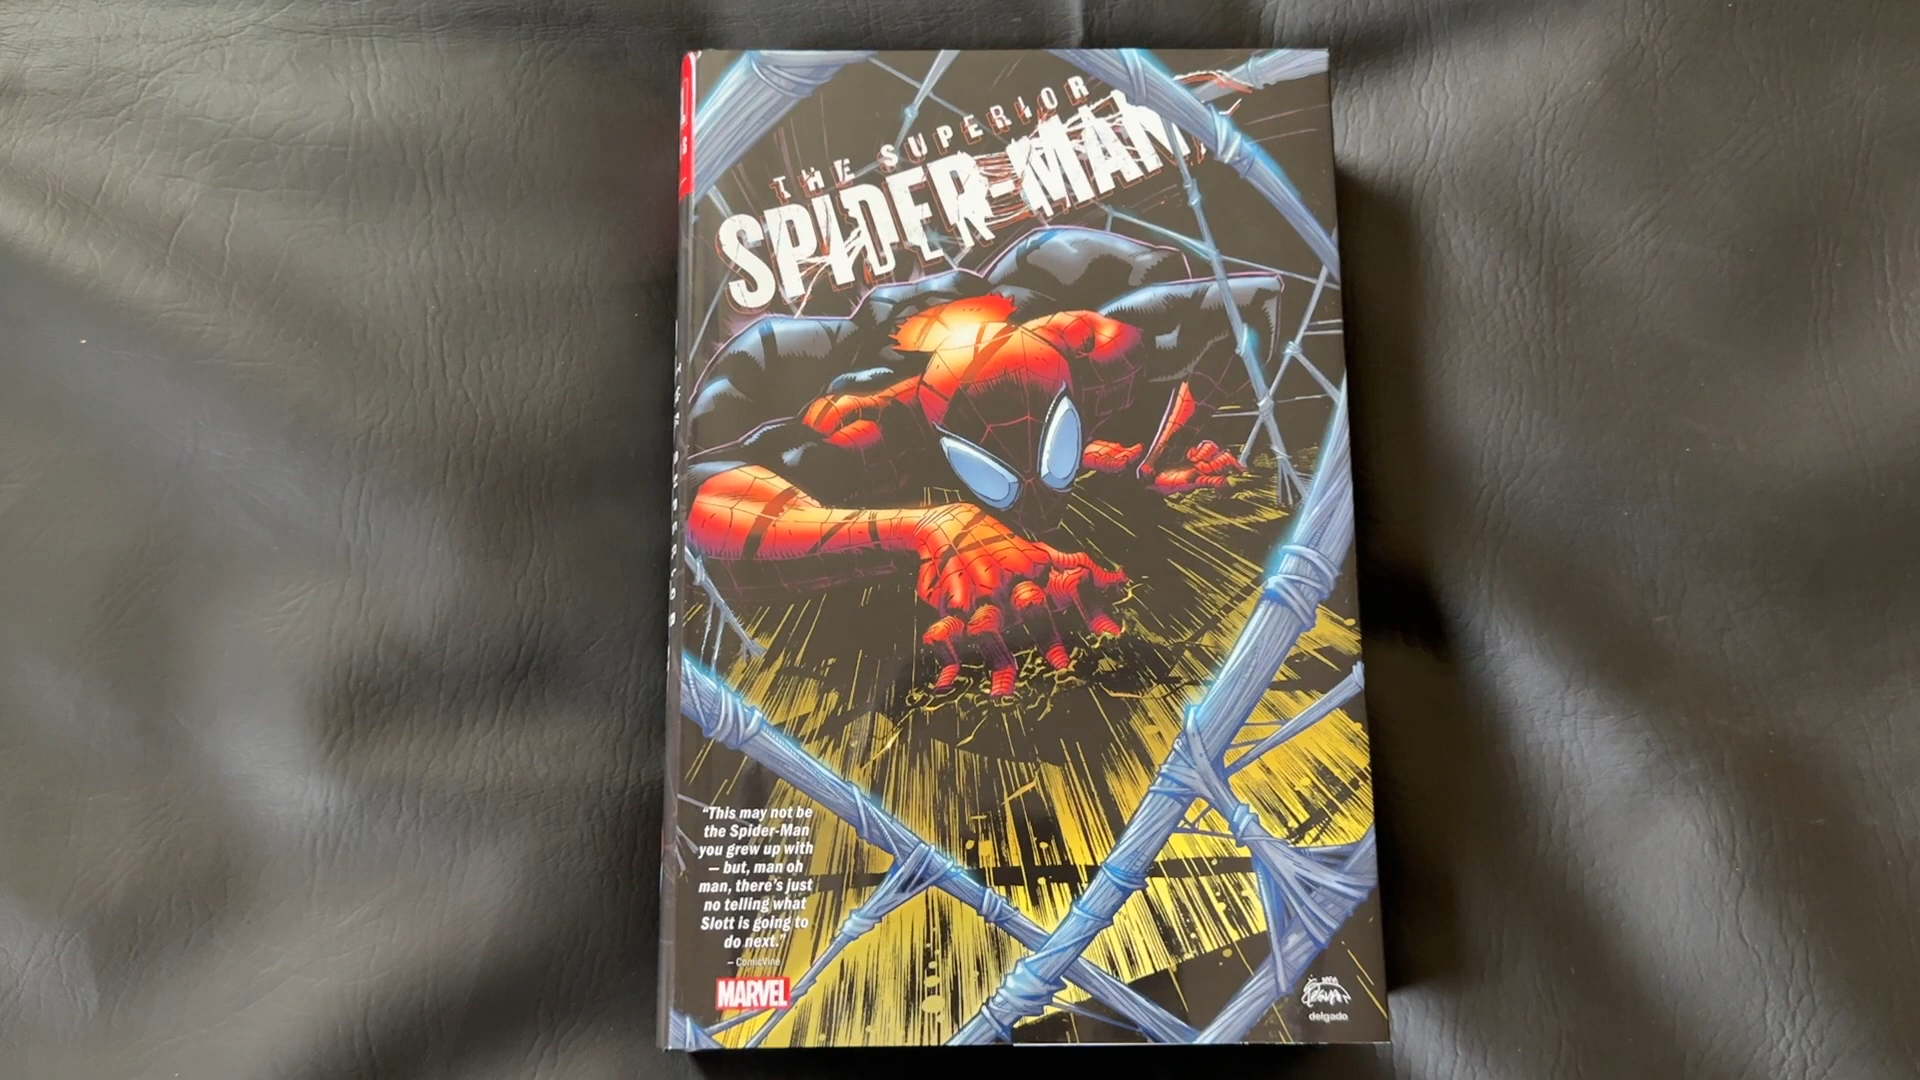 THE SUPERIOR
SPIDER-MAN
“This may not be
the Spider-Man
you grew up with
— but, man oh
man, there’s just
no telling what
Slott is going to
do next.”
— ComicVine
MARVEL
delgado